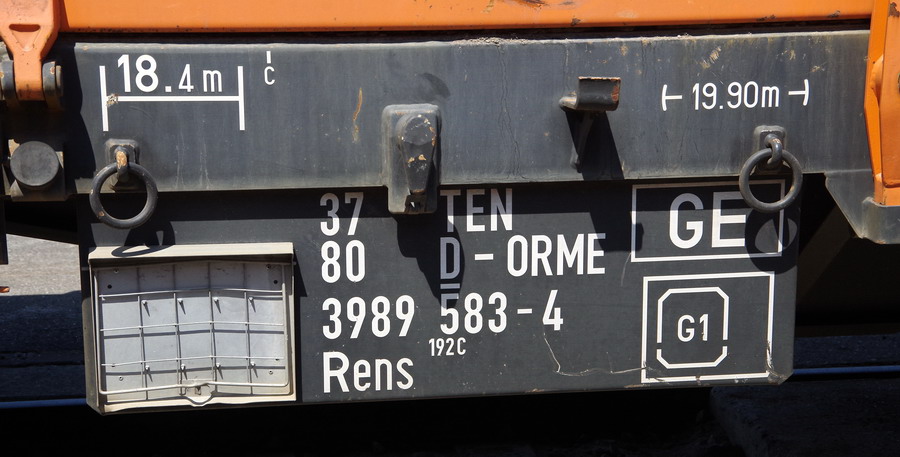 18.4m
C
19.90m
37 TEN
80 D-ORME
3989 583-4
Rens 192C
GE
G1